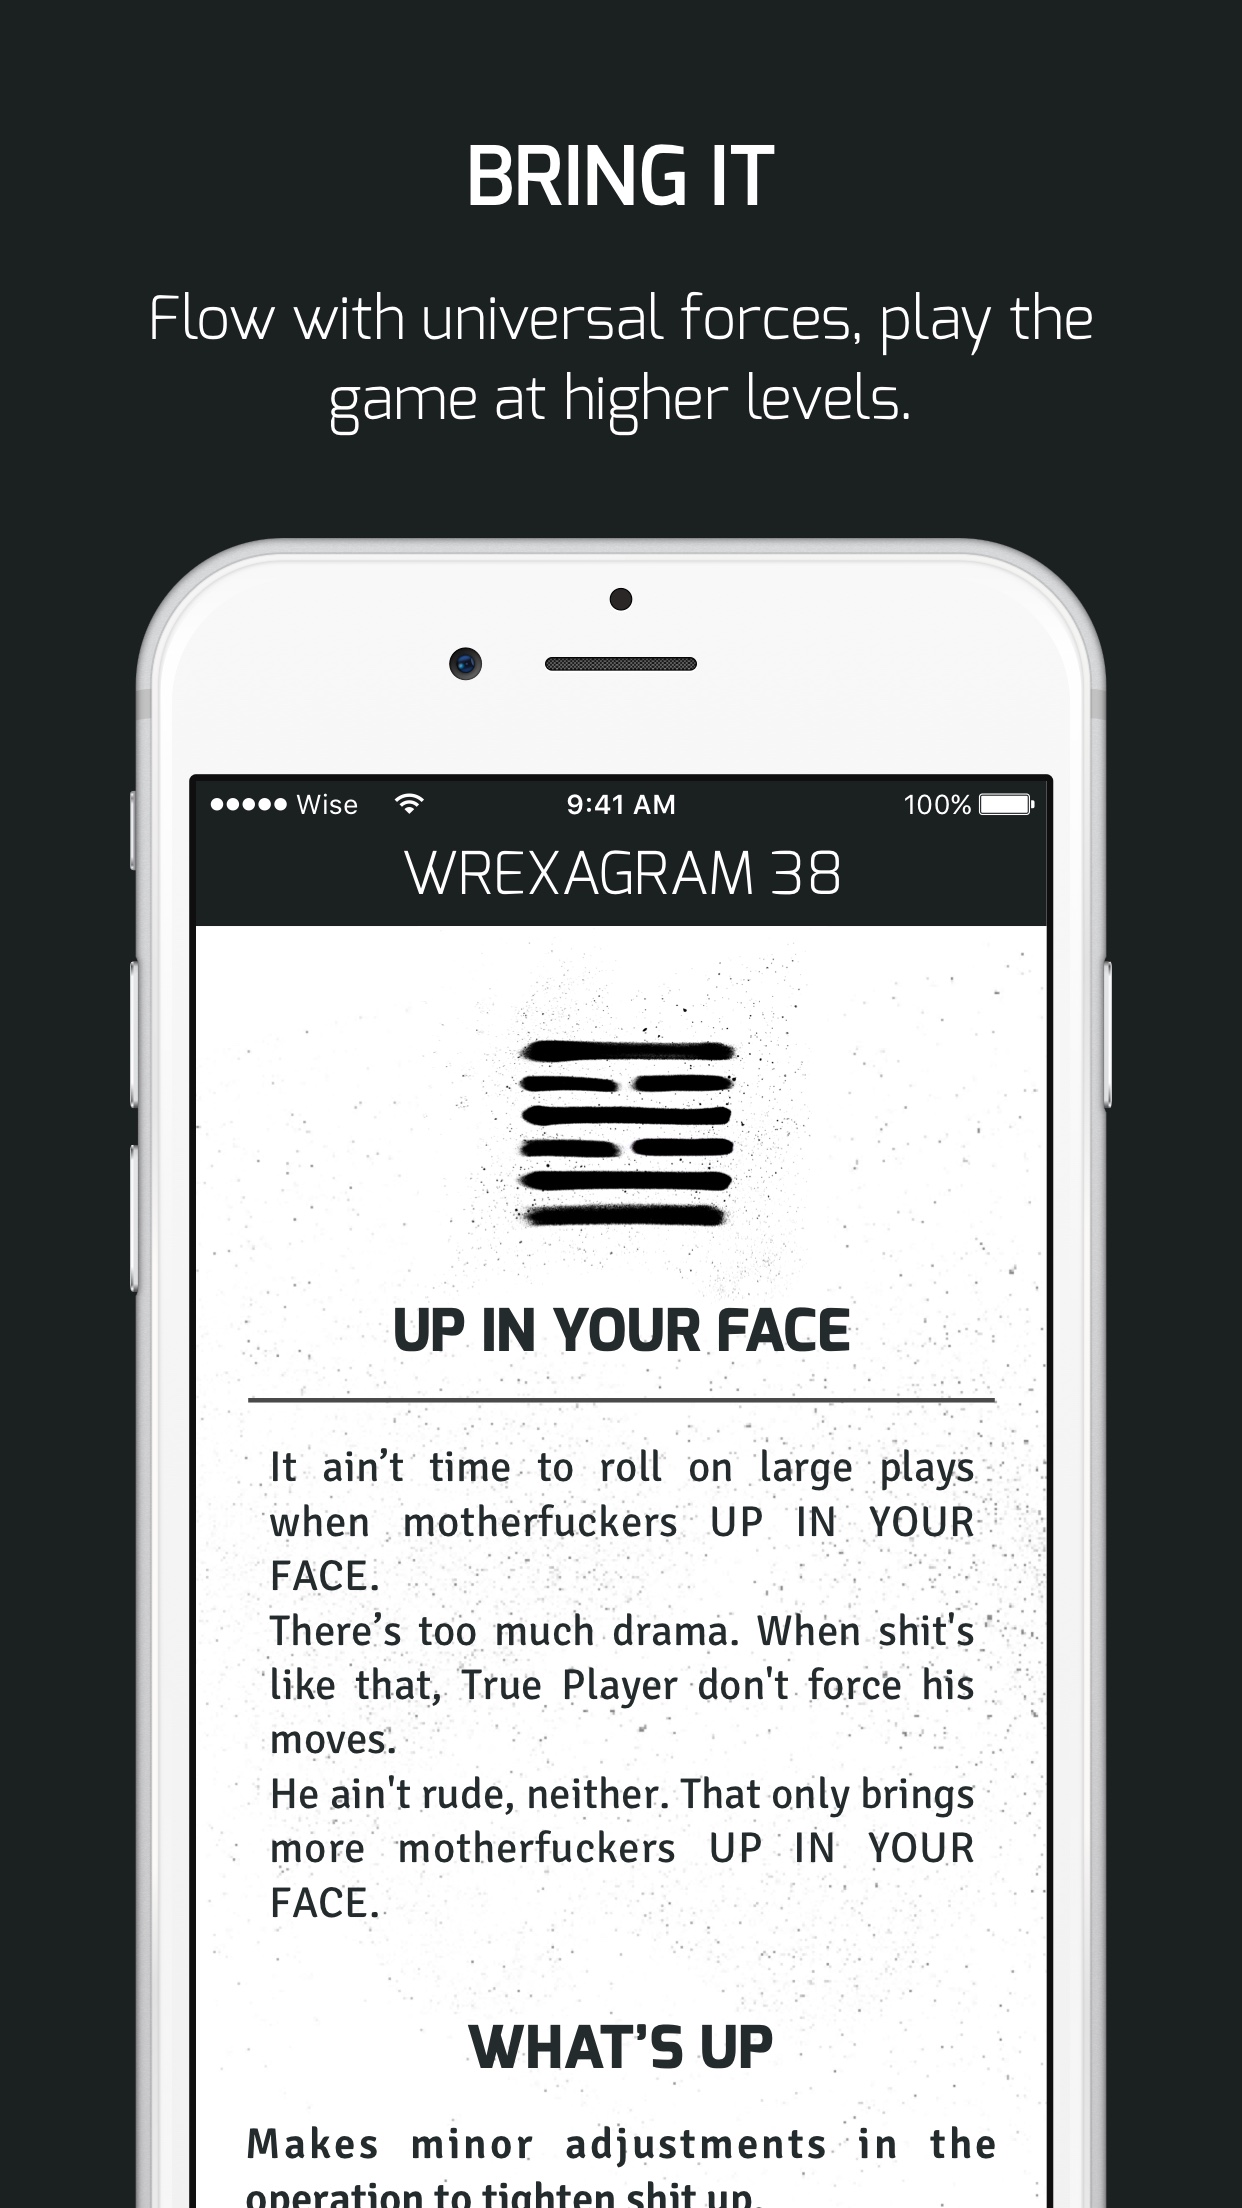 BRING IT
Flow with universal forces, play the
game at higher levels.
Wise 9:41 AM 100%
WREXAGRAM 38
UP IN YOUR FACE
It ain’t time to roll on large plays
when motherfuckers UP IN YOUR
FACE.
There’s too much drama. When shit's
like that, True Player don't force his
moves.
He ain't rude, neither. That only brings
more motherfuckers UP IN YOUR
FACE.
WHAT’S UP
Makes minor adjustments in the
operation to tighten shit up.